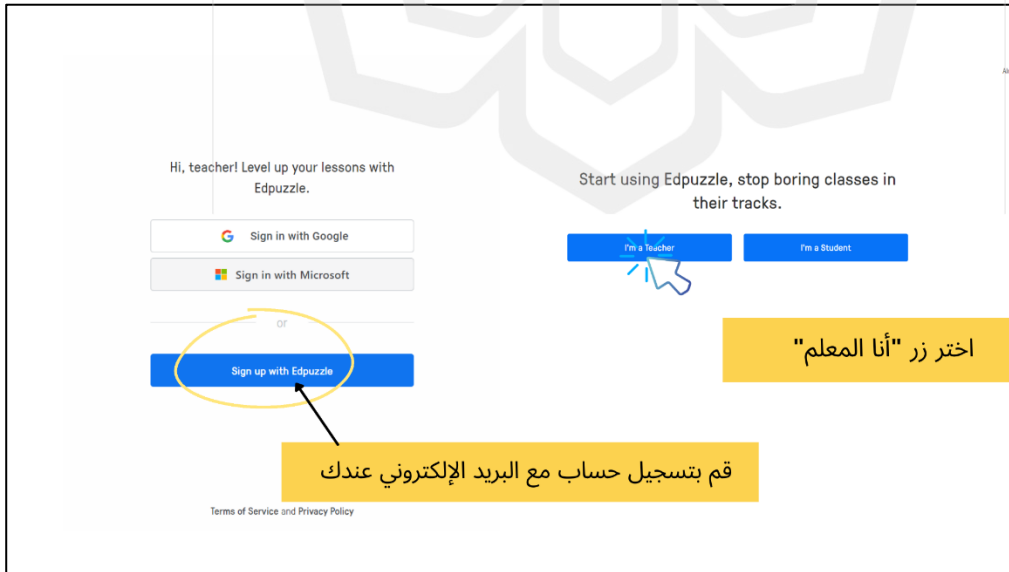 Hi, teacher! Level up your lessons with
Edpuzzle.
Sign in with Google
Sign in with Microsoft
or
Sign up with Edpuzzle
قم بتسجيل حساب مع البريد الإلكتروني عندك
Terms of Service and Privacy Policy
Start using Edpuzzle, stop boring classes in
their tracks.
I'm a Teacher
I'm a Student
اختر زر "أنا المعلم"